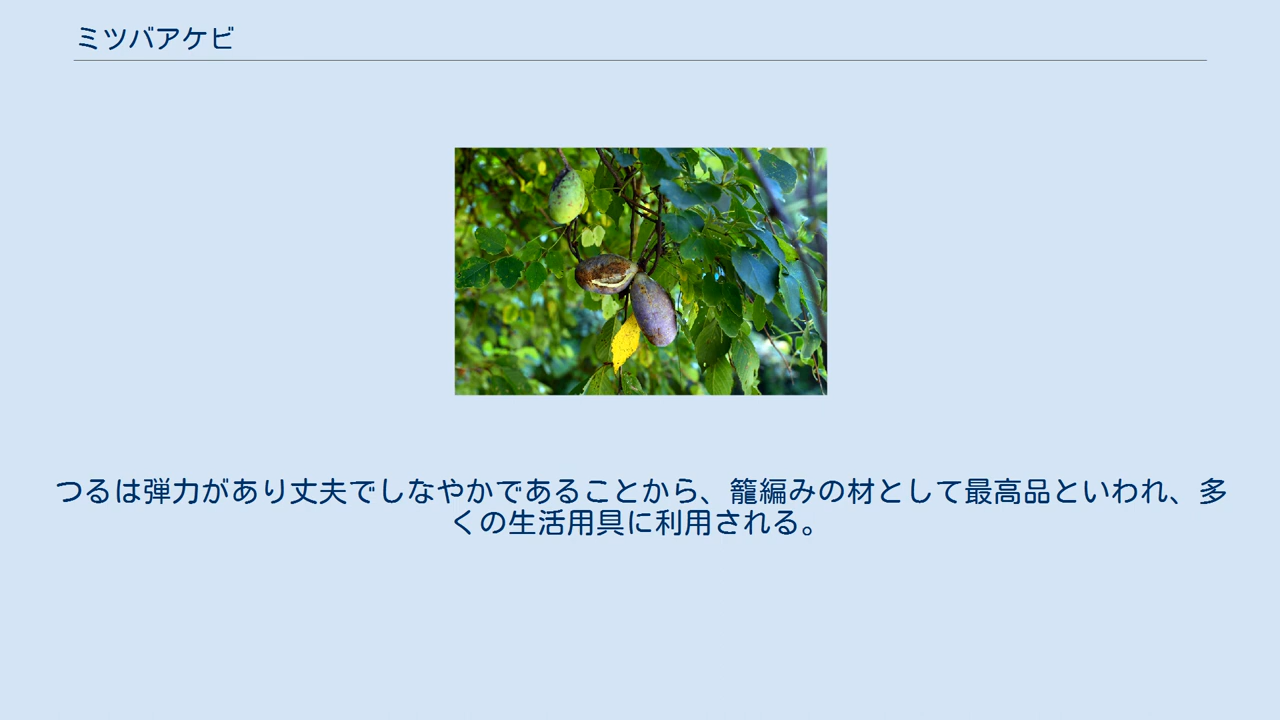 ミツバアケビ
つるは弾力があり丈夫でしなやかであることから、籠編みの材として最高品といわれ、多
くの生活用具に利用される。